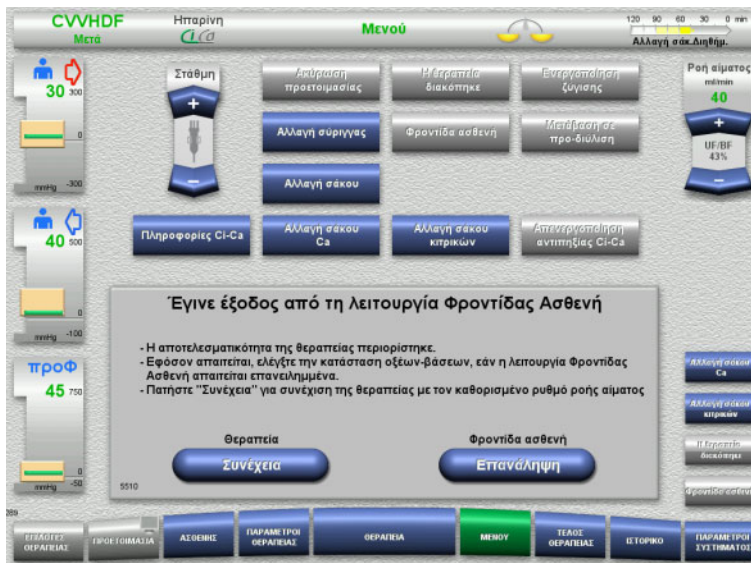 CVVHDF
Μετά
Ηπαρίνη
CiCa
Μενού
120 90 60 30 0 min
Αλλαγή σάκ.Διηθήμ.
30
300
0
mmHg -300
40
500
0
mmHg -100
προΦ
45
750
0
mmHg -50
Στάθμη
+
−
Ακύρωση
προετοιμασίας
Η θεραπεία
διακόπηκε
Ενεργοποίηση
ζύγισης
Αλλαγή σύριγγας
Φροντίδα ασθενή
Μετάβαση σε
προ-διύλιση
Αλλαγή σάκου
Πληροφορίες Ci-Ca
Αλλαγή σάκου
Ca
Αλλαγή σάκου
κιτρικών
Απενεργοποίηση
αντιπηξίας Ci-Ca
Ροή αίματος
ml/min
40
+
UF/BF
43%
−
Έγινε έξοδος από τη λειτουργία Φροντίδας Ασθενή
- Η αποτελεσματικότητα της θεραπείας περιορίστηκε.
- Εφόσον απαιτείται, ελέγξτε την κατάσταση οξέων-βάσεων, εάν η λειτουργία Φροντίδας
Ασθενή απαιτείται επανειλημμένα.
- Πατήστε "Συνέχεια" για συνέχιση της θεραπείας με τον καθορισμένο ρυθμό ροής αίματος
Θεραπεία
Συνέχεια
Φροντίδα ασθενή
Επανάληψη
5510
Αλλαγή σάκου
Ca
Αλλαγή σάκου
κιτρικών
Η θεραπεία
διακόπηκε
Φροντίδα ασθενή
289
ΕΠΙΛΟΓΕΣ
ΘΕΡΑΠΕΙΑΣ
ΠΡΟΕΤΟΙΜΑΣΙΑ
ΑΣΘΕΝΗΣ
ΠΑΡΑΜΕΤΡΟΙ
ΘΕΡΑΠΕΙΑΣ
ΘΕΡΑΠΕΙΑ
ΜΕΝΟΥ
ΤΕΛΟΣ
ΘΕΡΑΠΕΙΑΣ
ΙΣΤΟΡΙΚΟ
ΠΑΡΑΜΕΤΡΟΙ
ΣΥΣΤΗΜΑΤΟΣ